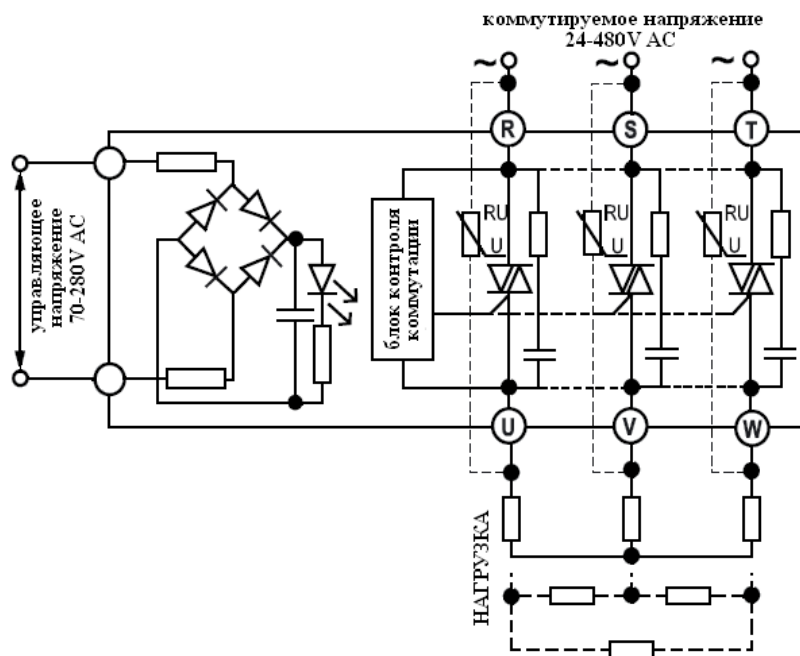 коммутируемое напряжение
24-480V AC
~ ~ ~
R S T
управляющее
напряжение
70-280V AC
блок контроля
коммутации
RU RU RU
U U U
U V W
НАГРУЗКА